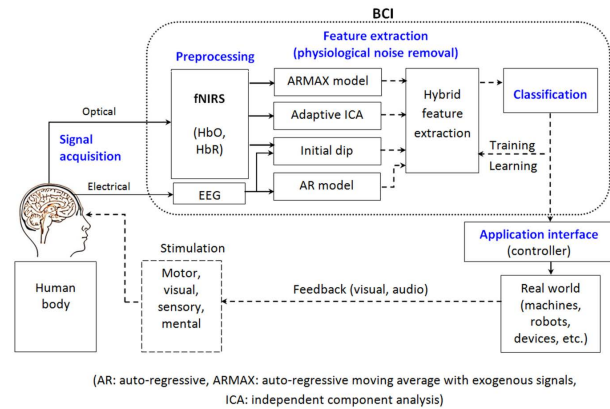 BCI
Feature extraction
(physiological noise removal)
Preprocessing
fNIRS
(HbO,
HbR)
ARMAX model
Adaptive ICA
Initial dip
AR model
EEG
Hybrid
feature
extraction
Classification
Training
Learning
Optical
Signal
acquisition
Electrical
Application interface
(controller)
Stimulation
Motor,
visual,
sensory,
mental
Feedback (visual, audio)
Real world
(machines,
robots,
devices, etc.)
Human
body
(AR: auto-regressive, ARMAX: auto-regressive moving average with exogenous signals,
ICA: independent component analysis)